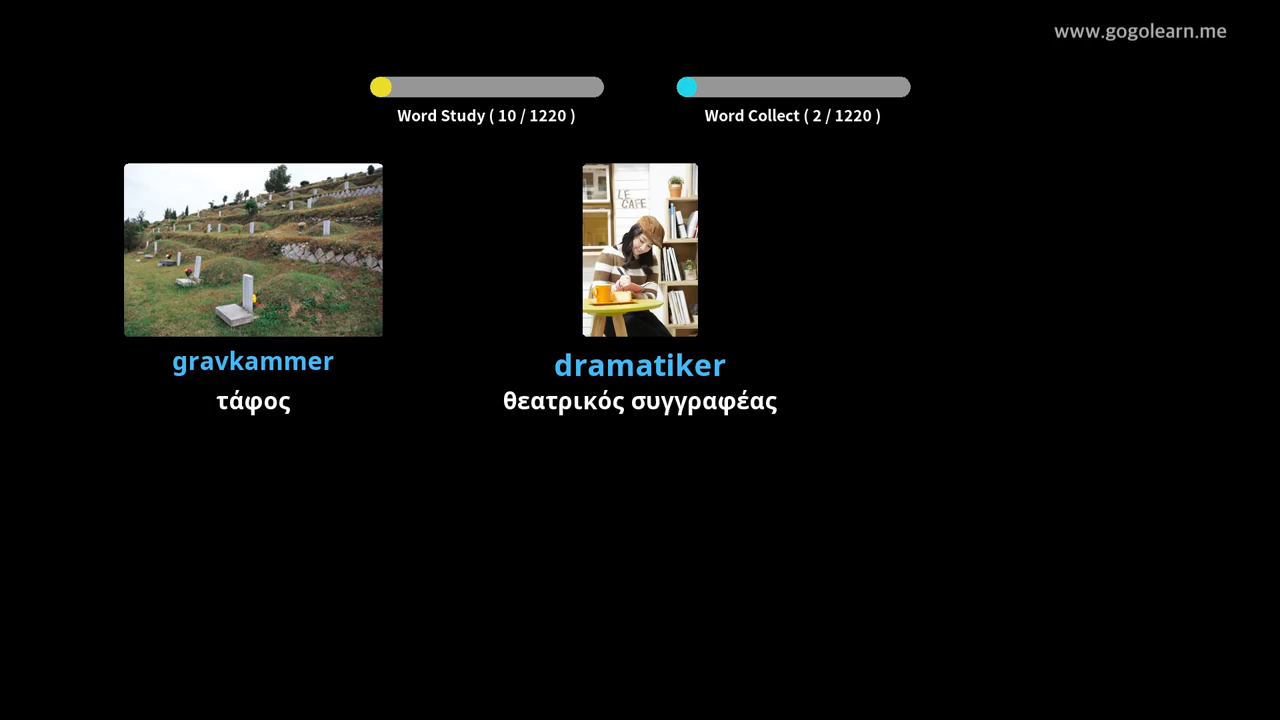 www.gogolearn.me
Word Study ( 10 / 1220 )
Word Collect ( 2 / 1220 )
LE
CAFE
gravkammer
τάφος
dramatiker
θεατρικός συγγραφέας